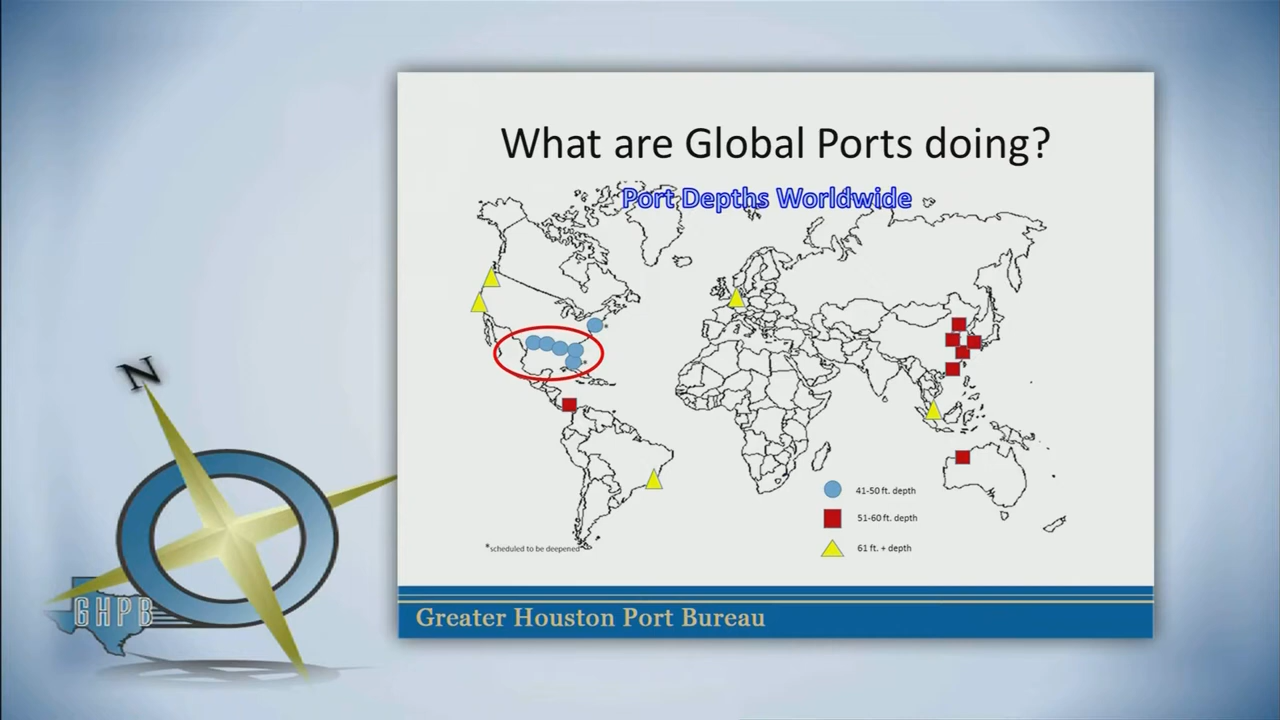 What are Global Ports doing?
Port Depths Worldwide
N
*
*
41-50 ft. depth
51-60 ft. depth
61 ft. + depth
*scheduled to be deepened
Greater Houston Port Bureau
GHPB